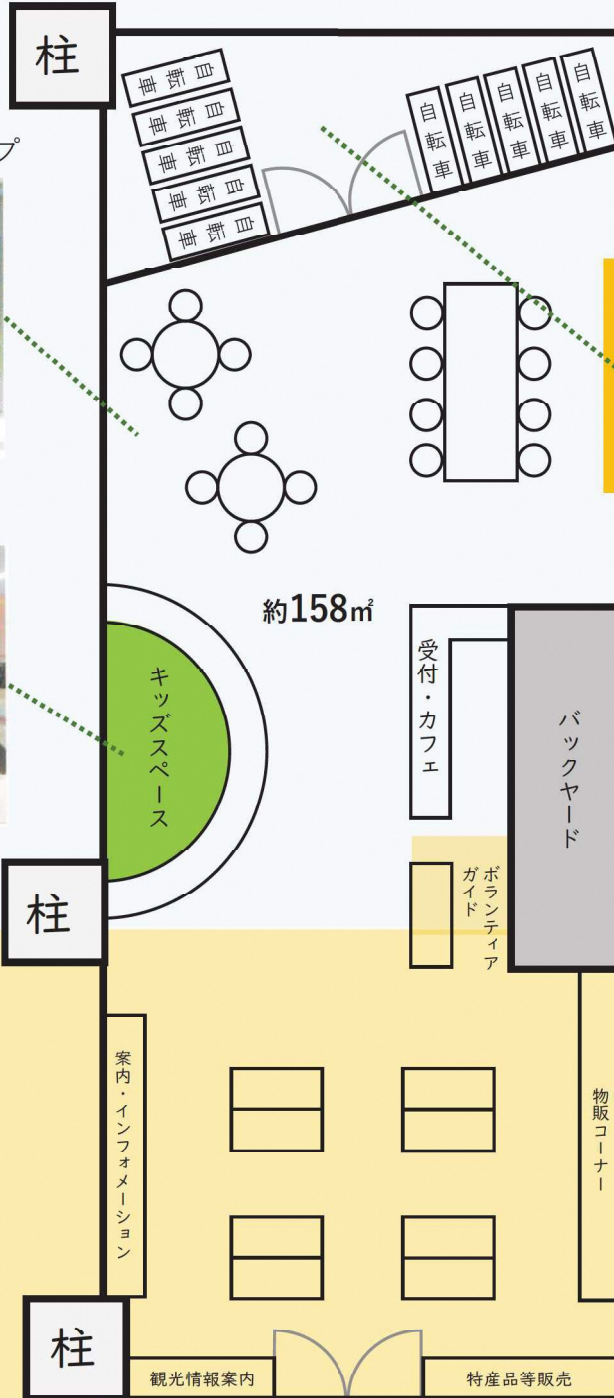 柱
プ
自転車
自転車
自転車
自転車
自転車
自転車
自転車
自転車
自転車
自転車
約158㎡
キッズスペース
受付・カフェ
バックヤード
柱
ボランティア
ガイド
案内・インフォメーション
物販コーナー
柱
観光情報案内
特産品等販売